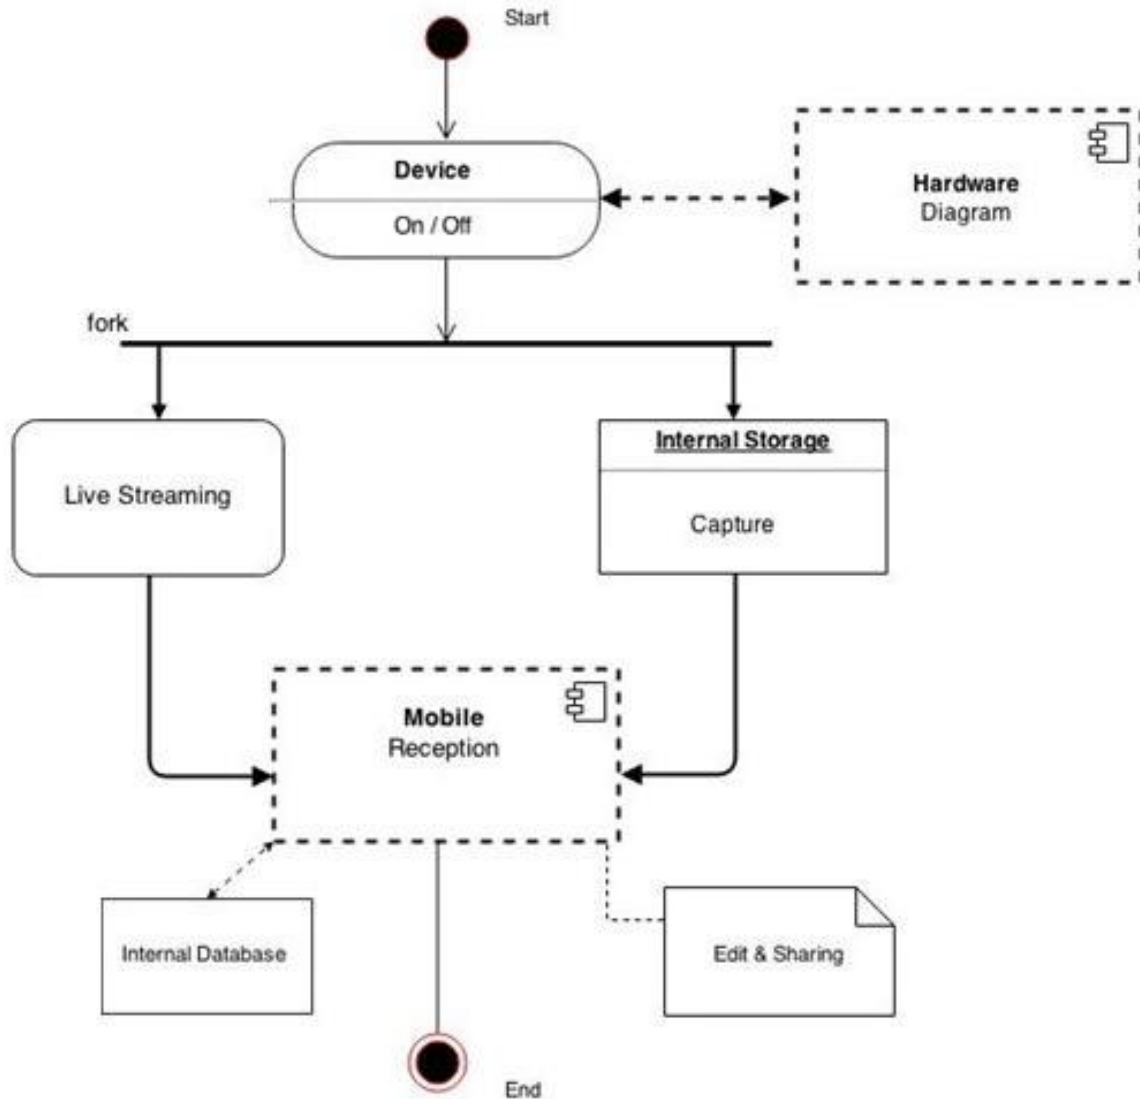 Start
Device
On / Off
Hardware
Diagram
fork
Live Streaming
Internal Storage
Capture
Mobile
Reception
Internal Database
Edit & Sharing
End